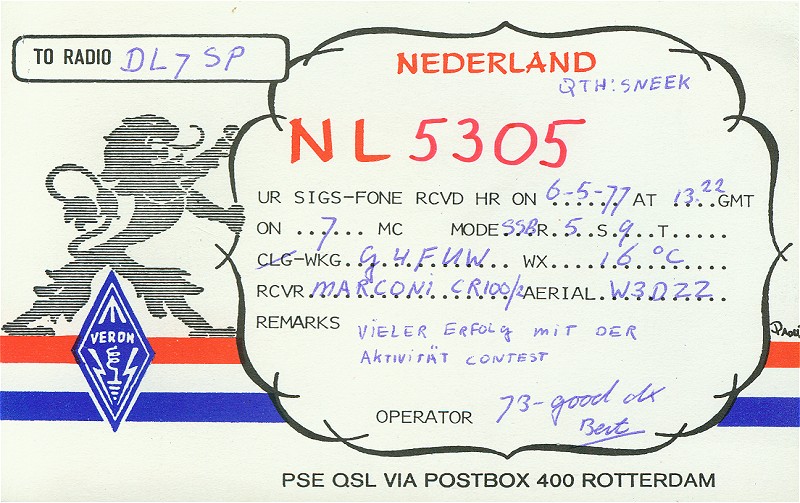 TO RADIO DL7SP
NEDERLAND
QTH: SNEEK
NL 5305
UR SIGS-FONE RCVD HR ON 6-5-77 AT 13.22 GMT
ON ..7.... MC MODE SSB R..5..S.9..T.....
CLG-WKG..G4FUW.... WX.....16 °C....
RCVR MARCONI CR100/2 AERIAL..W3DZZ..
REMARKS VIELER ERFOLG MIT DER
AKTIVITÄT CONTEST
OPERATOR 73-good dx
Bert
VERON
PSE QSL VIA POSTBOX 400 ROTTERDAM